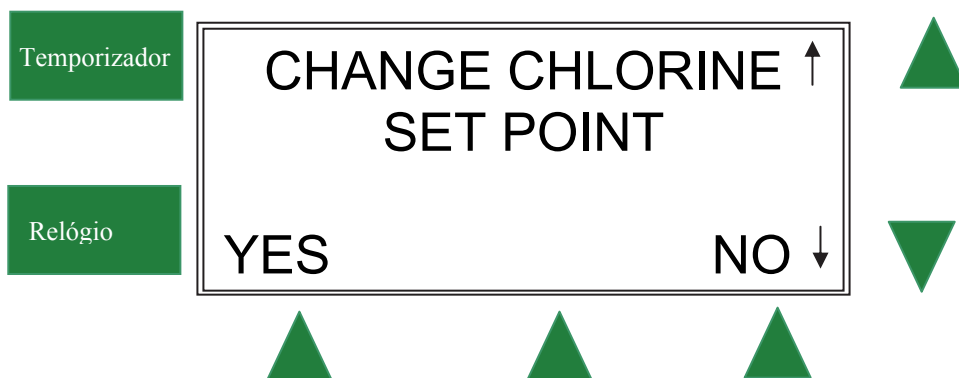 Temporizador
CHANGE CHLORINE ↑
SET POINT
Relógio
YES NO ↓